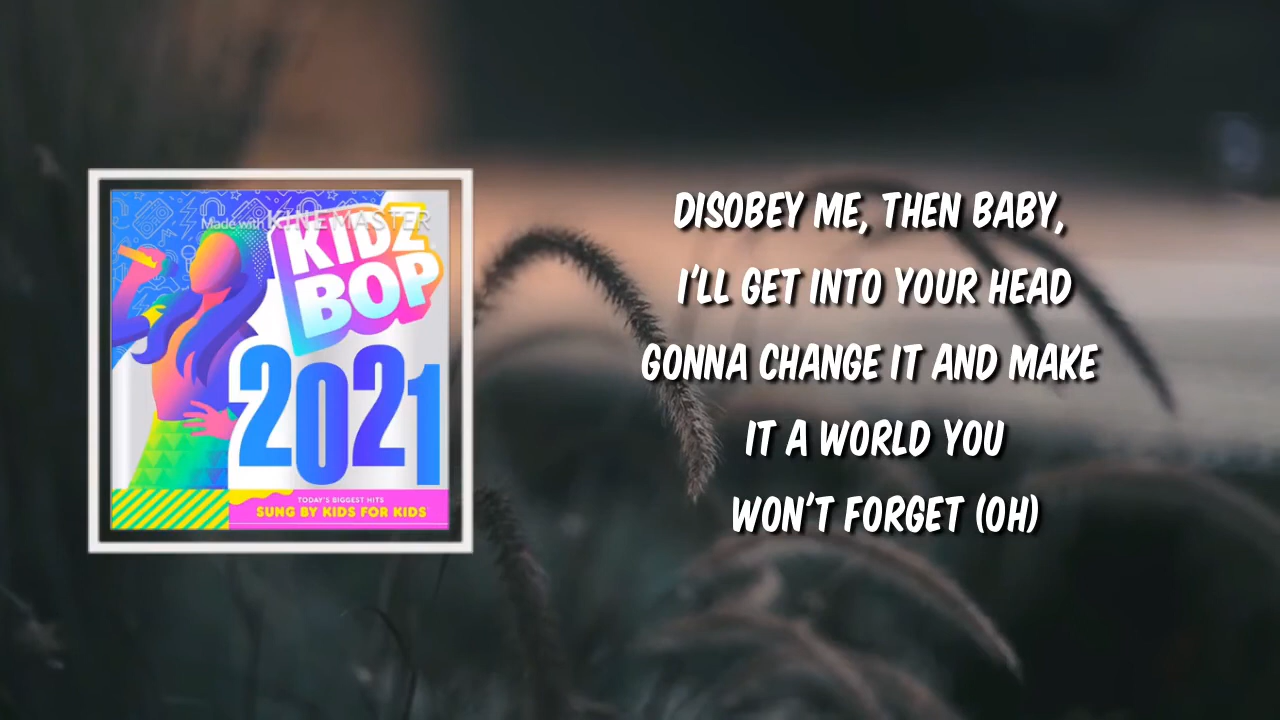 Made with KINEMASTER
KIDZ
BOP
2021
TODAY'S BIGGEST HITS
SUNG BY KIDS FOR KIDS
DISOBEY ME, THEN BABY,
I'LL GET INTO YOUR HEAD
GONNA CHANGE IT AND MAKE
IT A WORLD YOU
WON'T FORGET (OH)